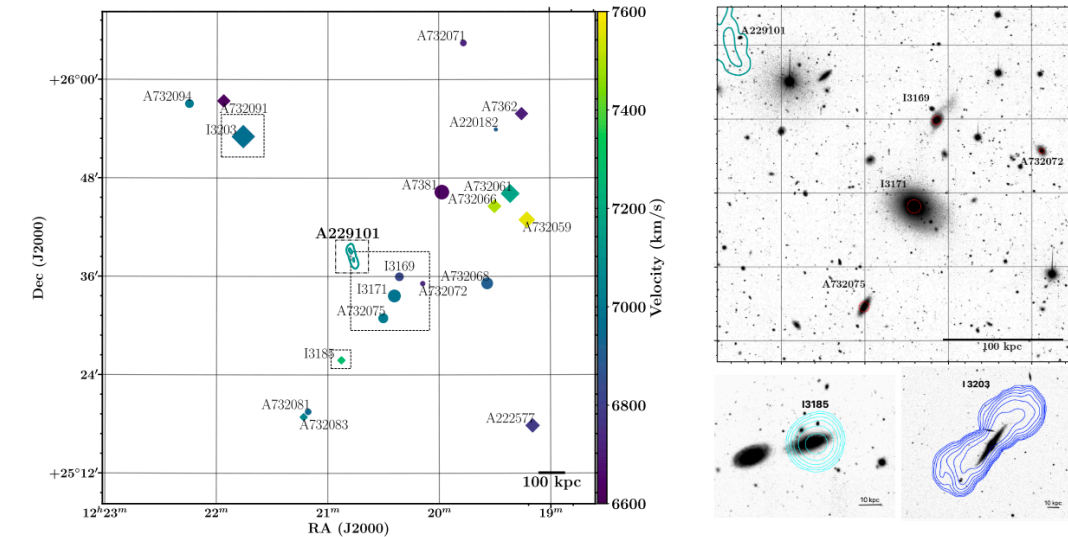 A732071
+26°00′
A732094
A732091
A7362
I3203
A220182
+25°48′
A7381
A732061
A732066
A732059
A229101
36′
I3169
A732068
A732072
I3171
A732075
I3185
24′
A732081
A732083
A222577
+25°12′
100 kpc
12ʰ23ᵐ
22ᵐ
21ᵐ
20ᵐ
19ᵐ
RA (J2000)
Dec (J2000)
7600
7400
7200
7000
6800
6600
Velocity (km/s)
A229101
I3169
A732072
I3171
A732075
100 kpc
I3185
10 kpc
I3203
10 kpc